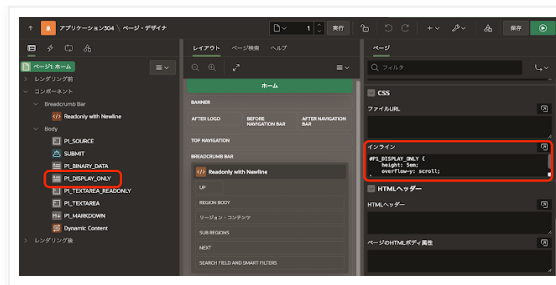 アプリケーション304 \ ページ・デザイナ
1
実行
保存
レイアウト ページ検索 ヘルプ
ページ
ページ1: ホーム
フィルタ
レンダリング前
コンポーネント
Breadcrumb Bar
Readonly with Newline
Body
P1_SOURCE
SUBMIT
P1_BINARY_DATA
P1_DISPLAY_ONLY
P1_TEXTAREA_READONLY
P1_TEXTAREA
P1_MARKDOWN
Dynamic Content
レンダリング後
ホーム
BANNER
AFTER LOGO
BEFORE NAVIGATION BAR
AFTER NAVIGATION BAR
TOP NAVIGATION
BREADCRUMB BAR
Readonly with Newline
UP
REGION BODY
リージョン・コンテンツ
SUB REGIONS
NEXT
SEARCH FIELD AND SMART FILTERS
CSS
ファイルURL
インライン
#P1_DISPLAY_ONLY {
height: 5em;
overflow-y: scroll;
HTMLヘッダー
HTMLヘッダー
ページのHTMLボディ属性